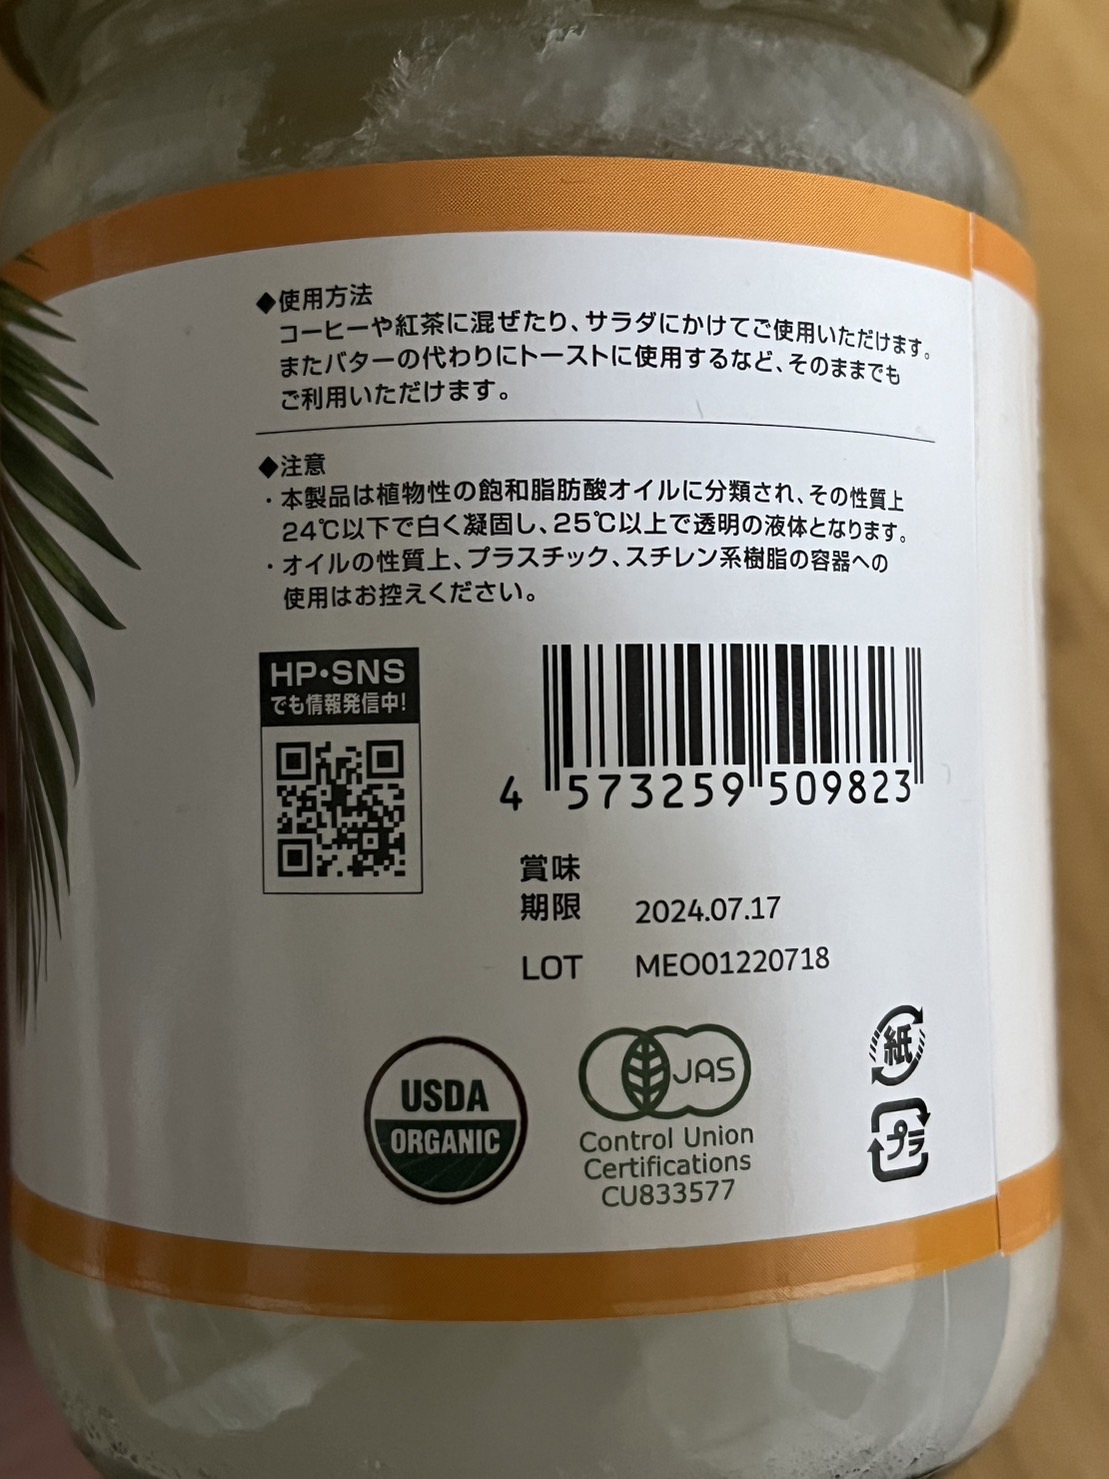 ◆使用方法
コーヒーや紅茶に混ぜたり、サラダにかけてご使用いただけます。
またバターの代わりにトーストに使用するなど、そのままでも
ご利用いただけます。
◆注意
・本製品は植物性の飽和脂肪酸オイルに分類され、その性質上
24℃以下で白く凝固し、25℃以上で透明の液体となります。
・オイルの性質上、プラスチック、スチレン系樹脂の容器への
使用はお控えください。
HP・SNS
でも情報発信中!
4 573259 509823
賞味
期限 2024.07.17
LOT MEO01220718
USDA
ORGANIC
JAS
Control Union
Certifications
CU833577
紙
プラ